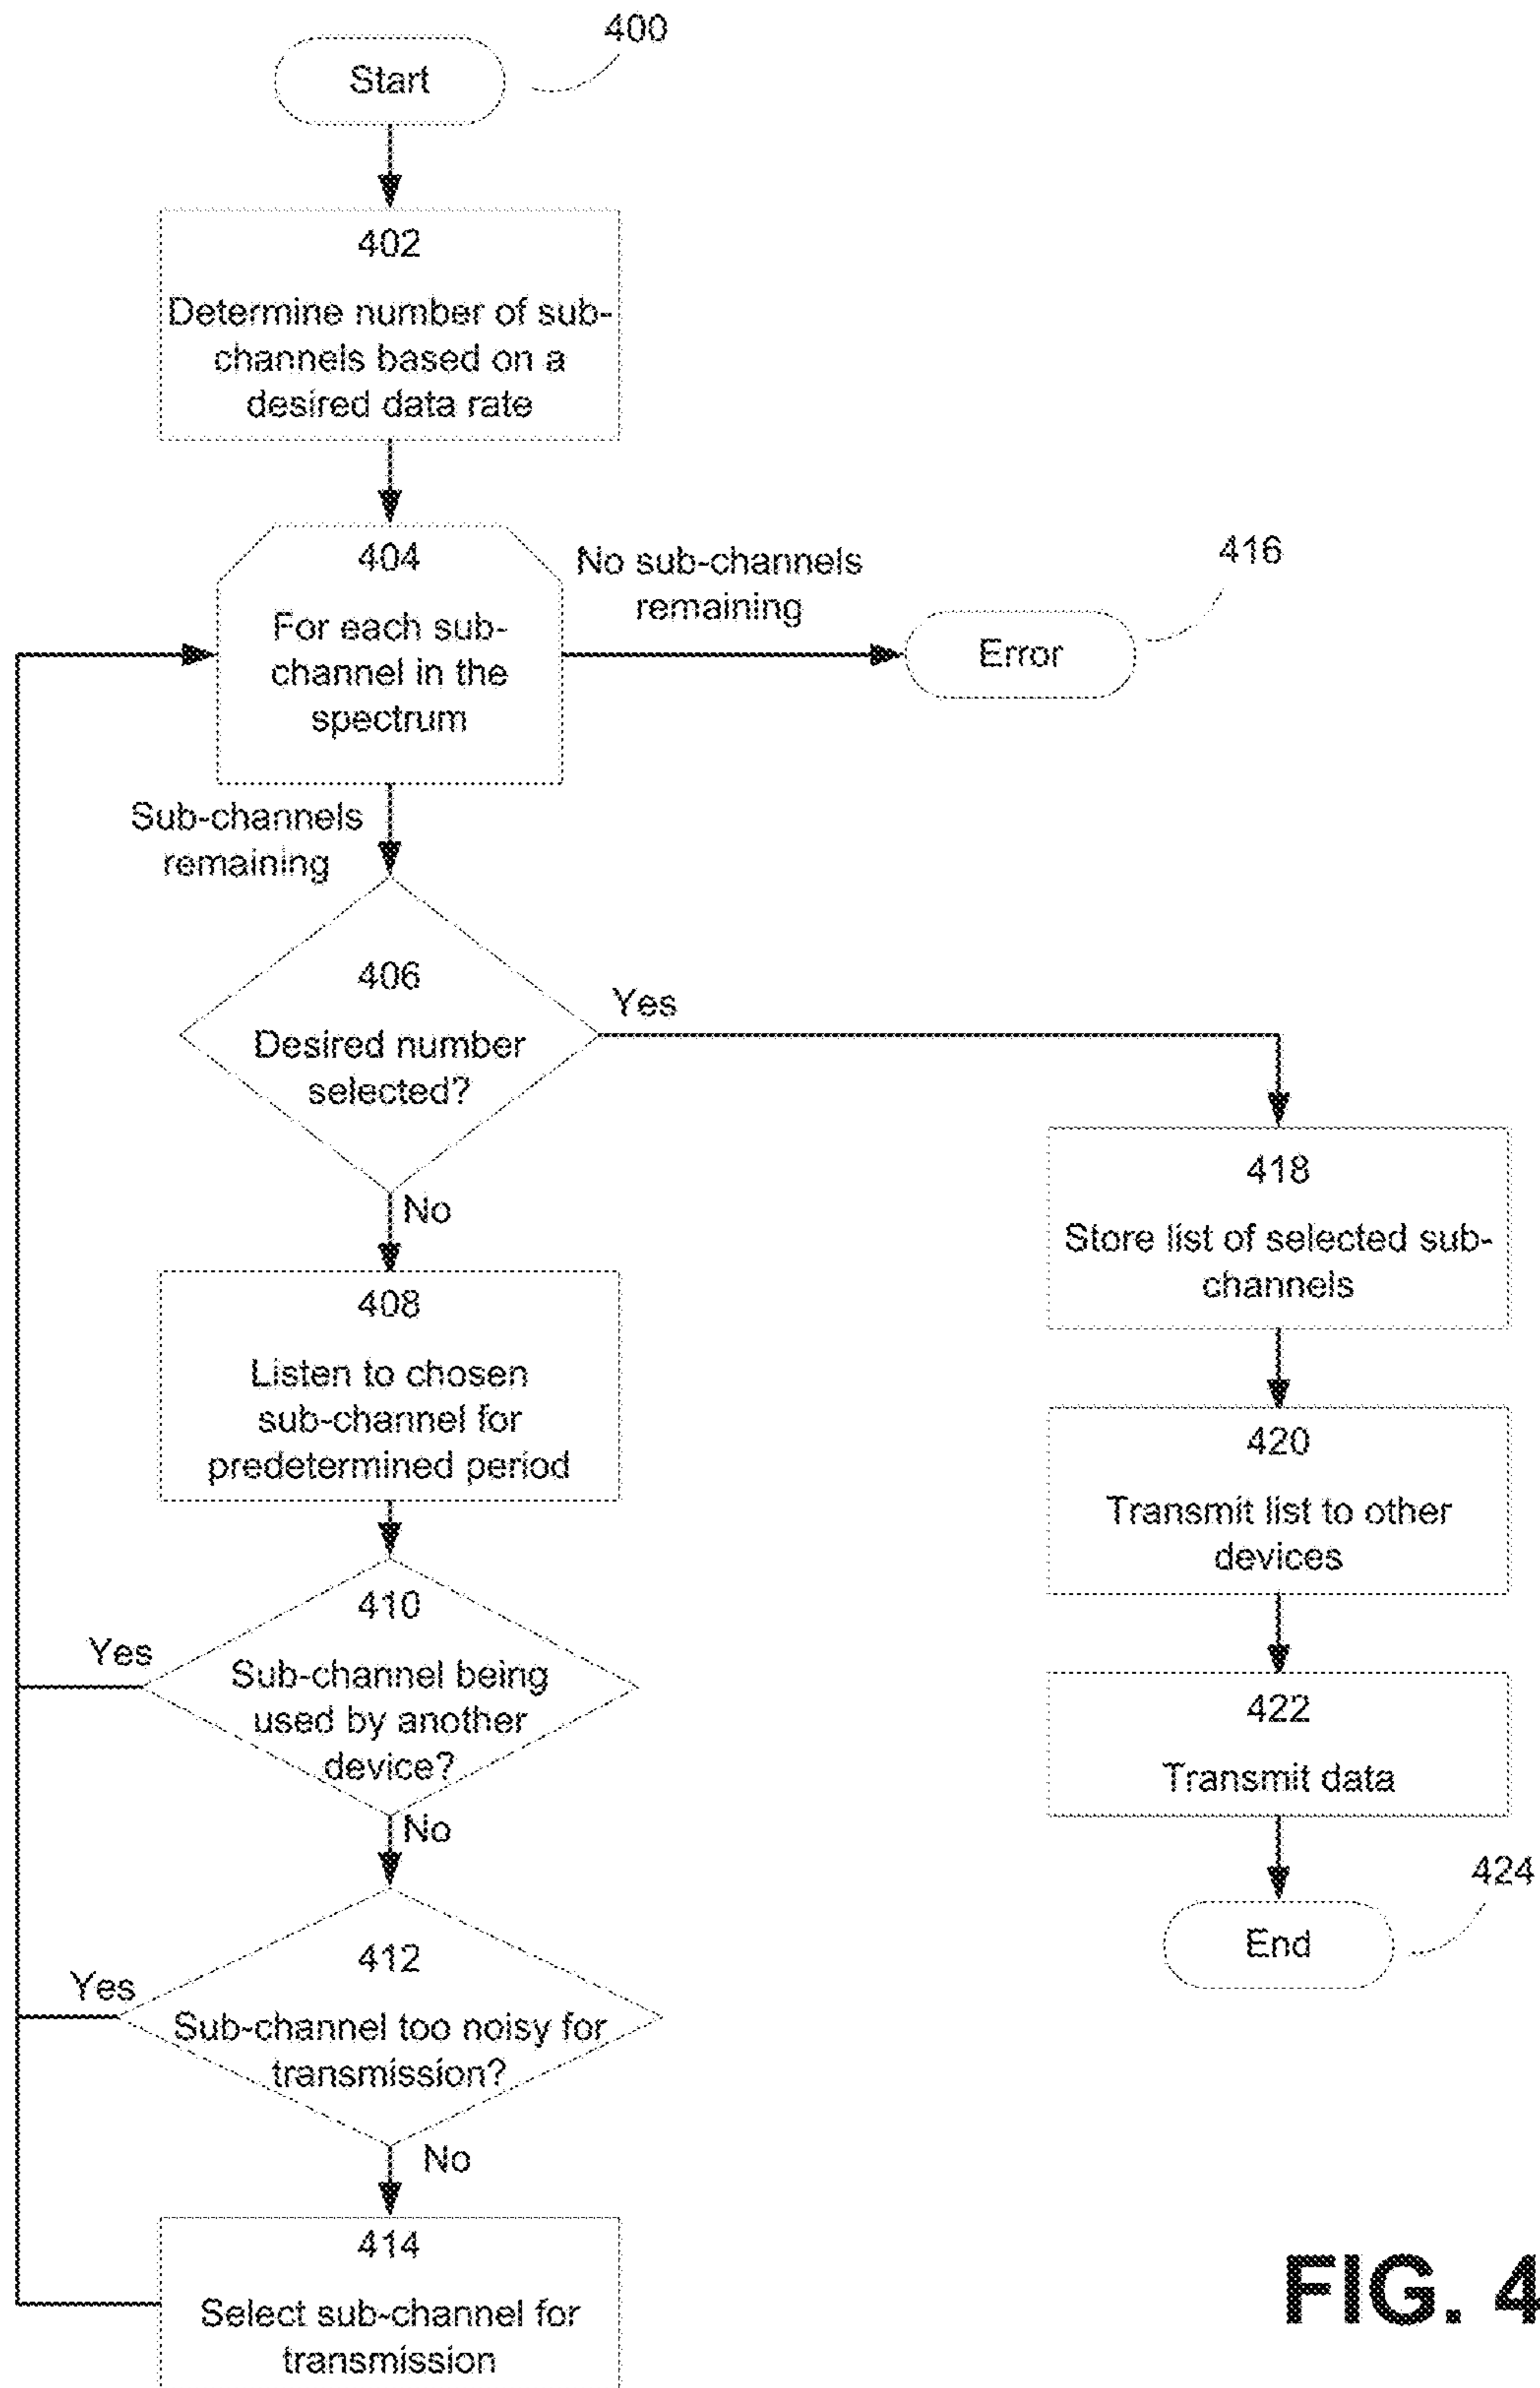 400
Start
402
Determine number of sub-
channels based on a
desired data rate
404
For each sub-
channel in the
spectrum
No sub-channels
remaining
416
Error
Sub-channels
remaining
406
Desired number
selected?
Yes
No
408
Listen to chosen
sub-channel for
predetermined period
410
Sub-channel being
used by another
device?
Yes
No
412
Sub-channel too noisy for
transmission?
Yes
No
414
Select sub-channel for
transmission
418
Store list of selected sub-
channels
420
Transmit list to other
devices
422
Transmit data
424
End
FIG. 4